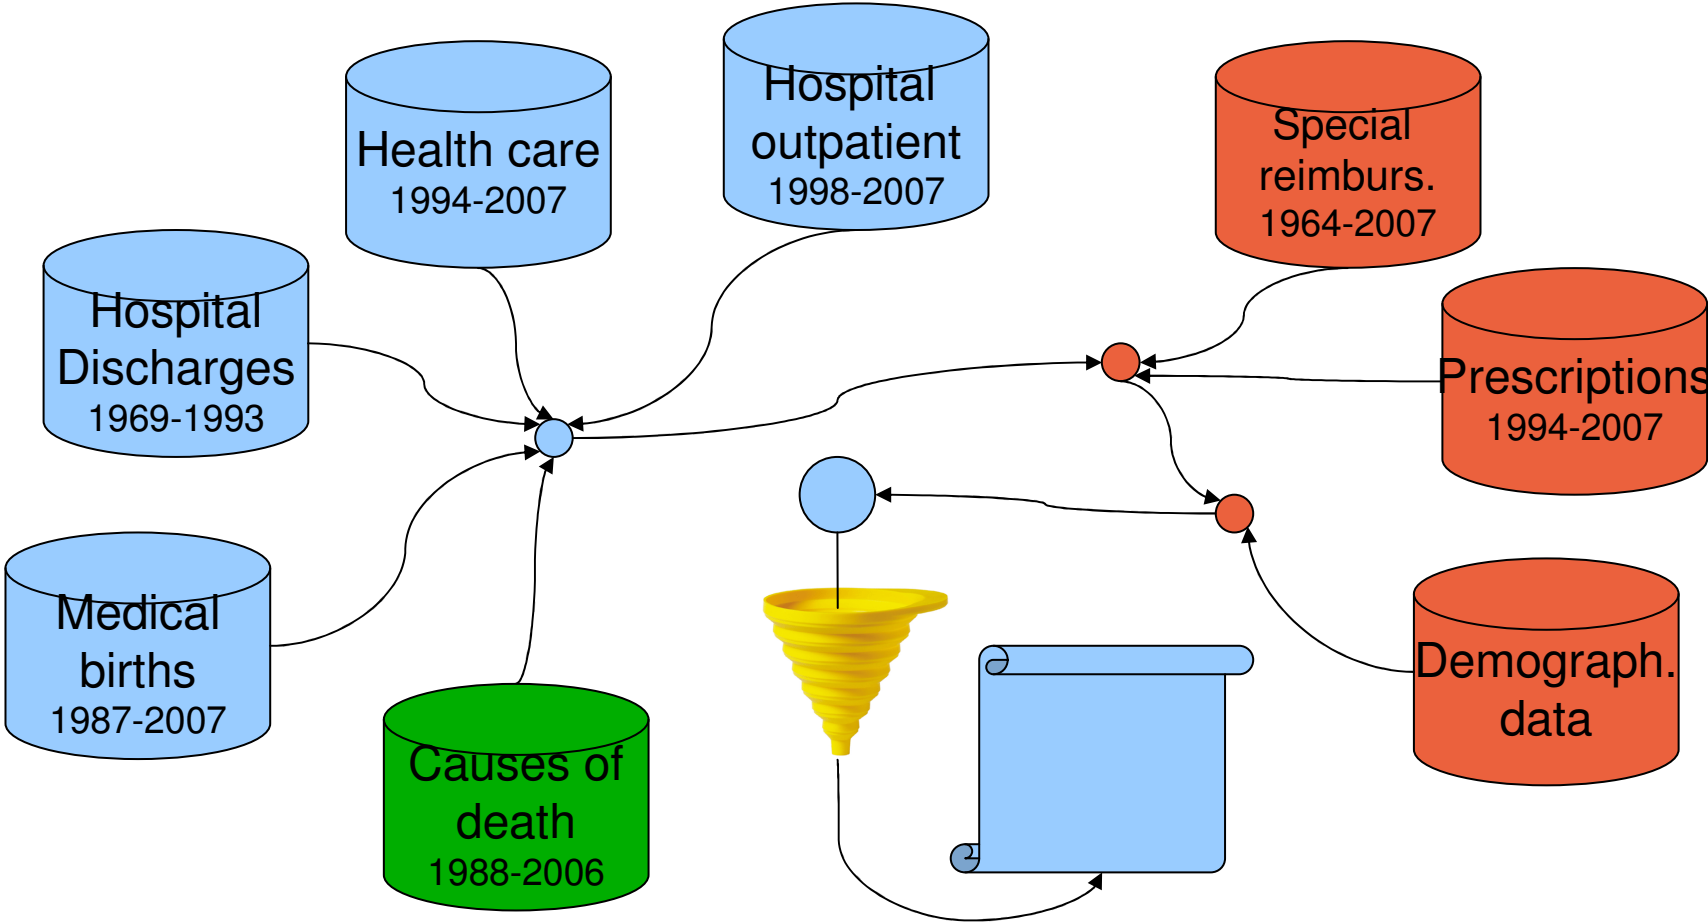 Health care
1994-2007
Hospital
outpatient
1998-2007
Special
reimburs.
1964-2007
Hospital
Discharges
1969-1993
Prescriptions
1994-2007
Medical
births
1987-2007
Causes of
death
1988-2006
Demograph.
data